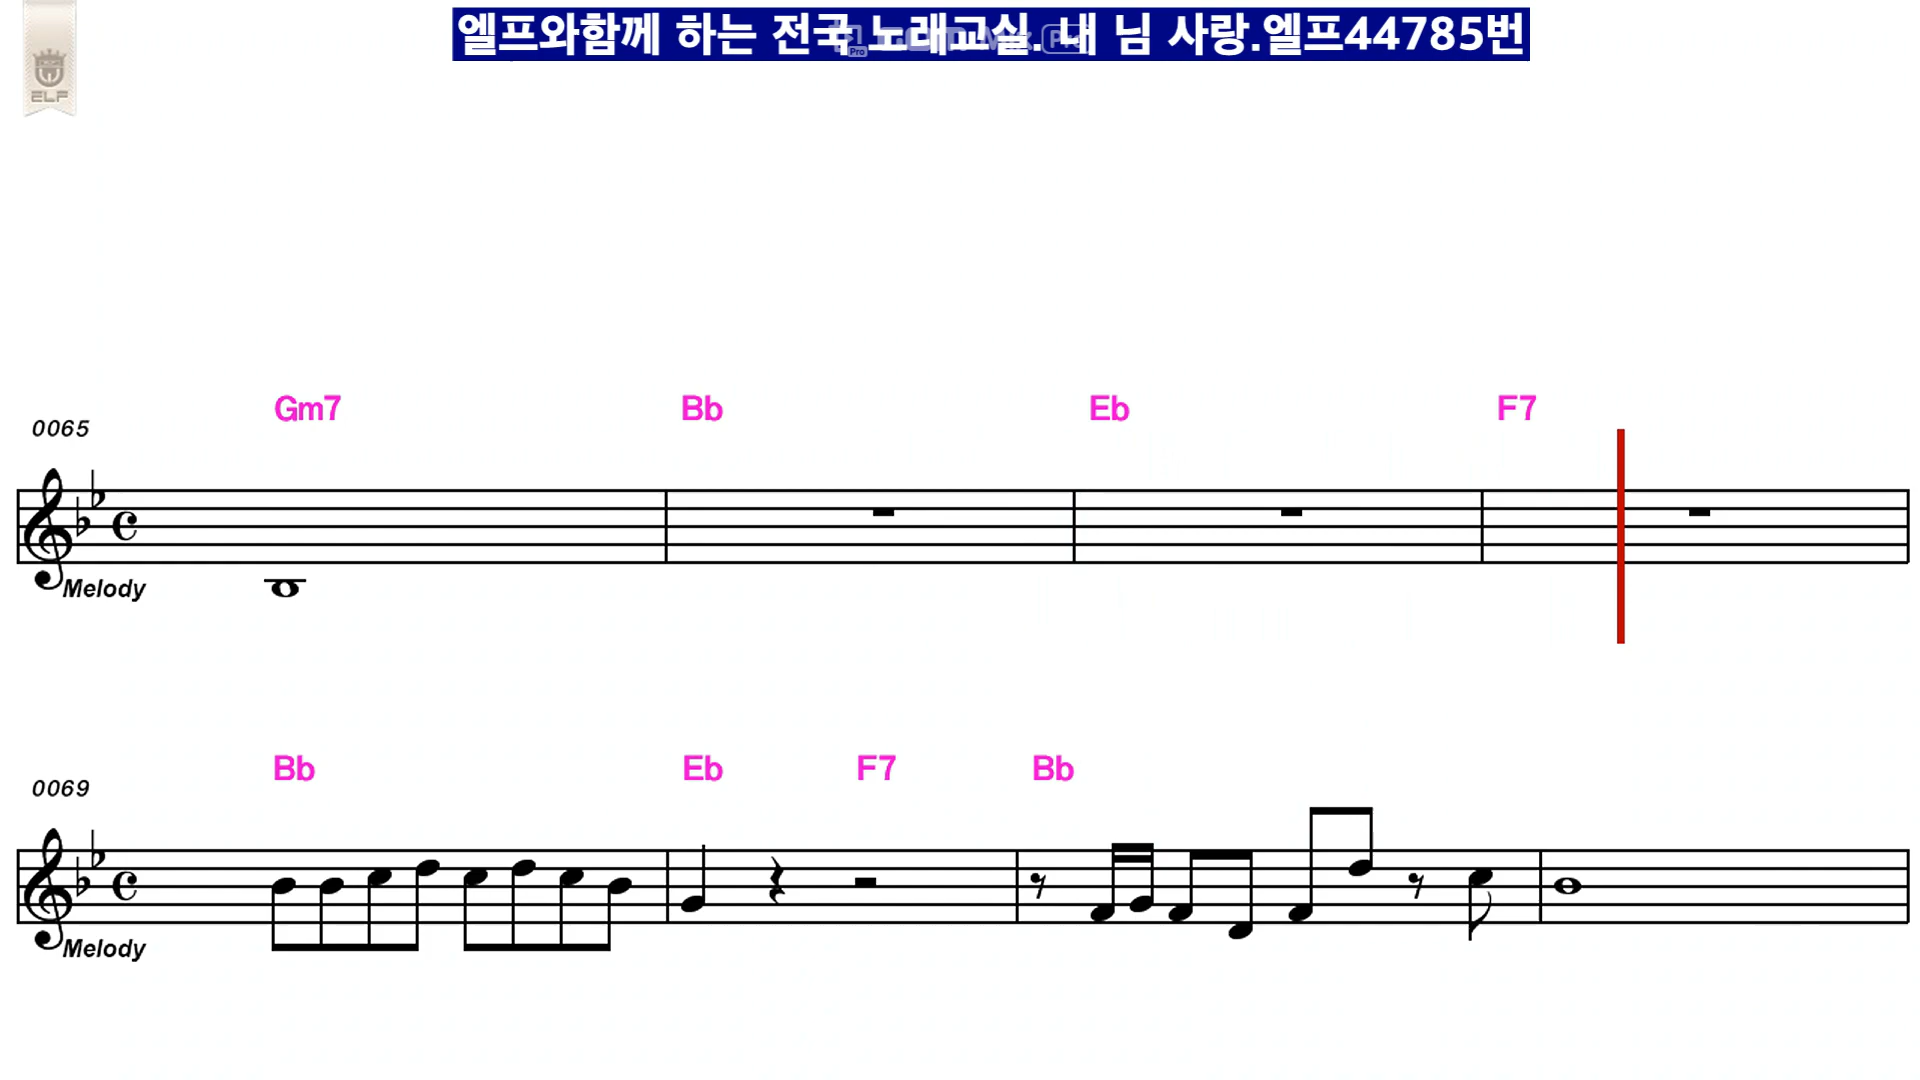 엘프와함께 하는 전국 노래교실. 내 님 사랑.엘프44785번
ELF
Gm7 Bb Eb F7
0065
Melody
Bb Eb F7 Bb
0069
Melody